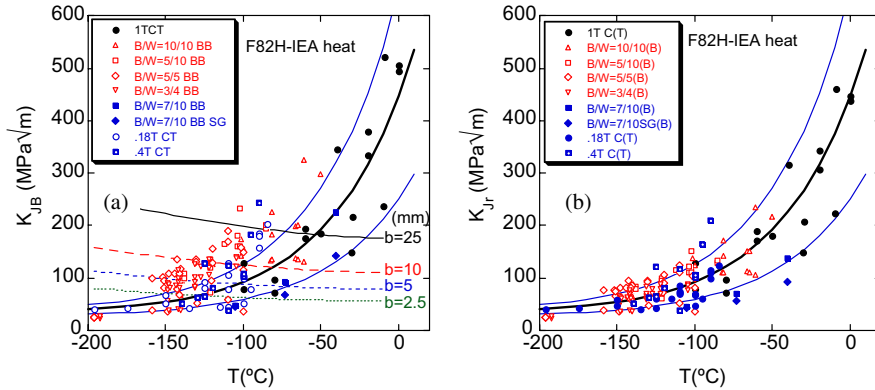 F82H-IEA heat
1TCT
B/W=10/10 BB
B/W=5/10 BB
B/W=5/5 BB
B/W=3/4 BB
B/W=7/10 BB
B/W=7/10 BB SG
.18T CT
.4T CT
600
500
400
300
200
100
0
K_JB (MPa√m)
(a)
(mm)
b=25
b=10
b=5
b=2.5
-200
-150
-100
-50
0
T(ºC)
F82H-IEA heat
1T C(T)
B/W=10/10(B)
B/W=5/10(B)
B/W=5/5(B)
B/W=3/4(B)
B/W=7/10(B)
B/W=7/10SG(B)
.18T C(T)
.4T C(T)
600
500
400
300
200
100
0
K_Jr (MPa√m)
(b)
-200
-150
-100
-50
0
T(ºC)